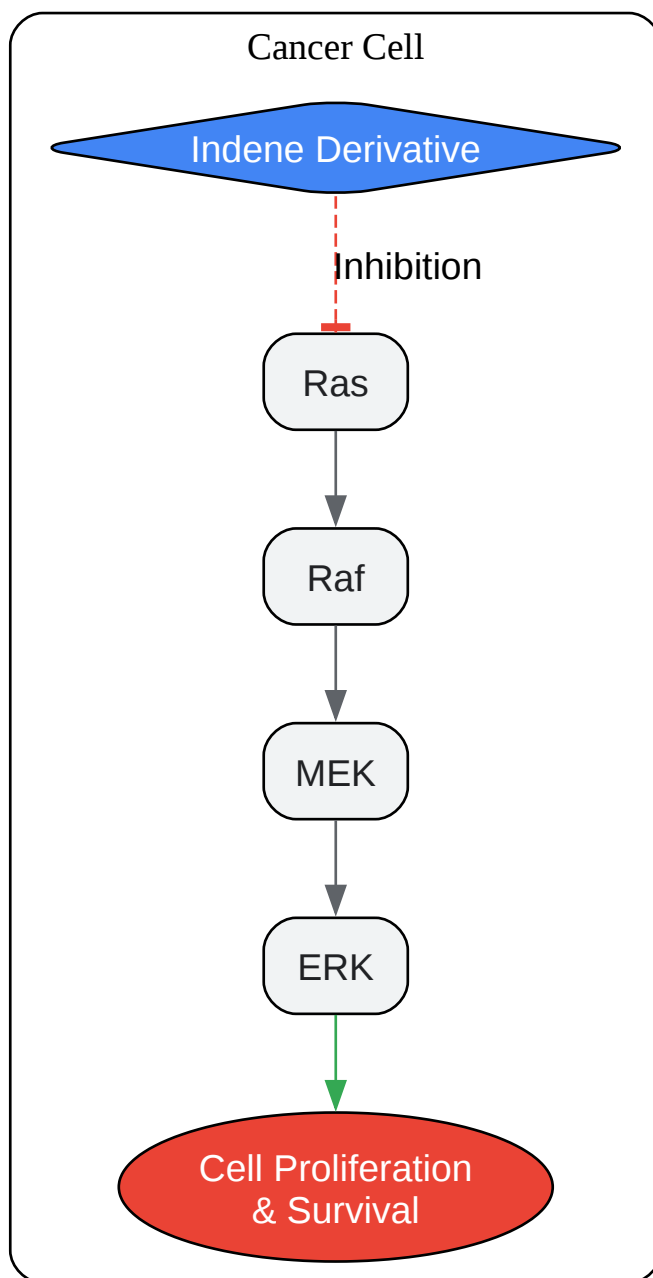 Cancer Cell
Indene Derivative
Inhibition
Ras
Raf
MEK
ERK
Cell Proliferation
& Survival